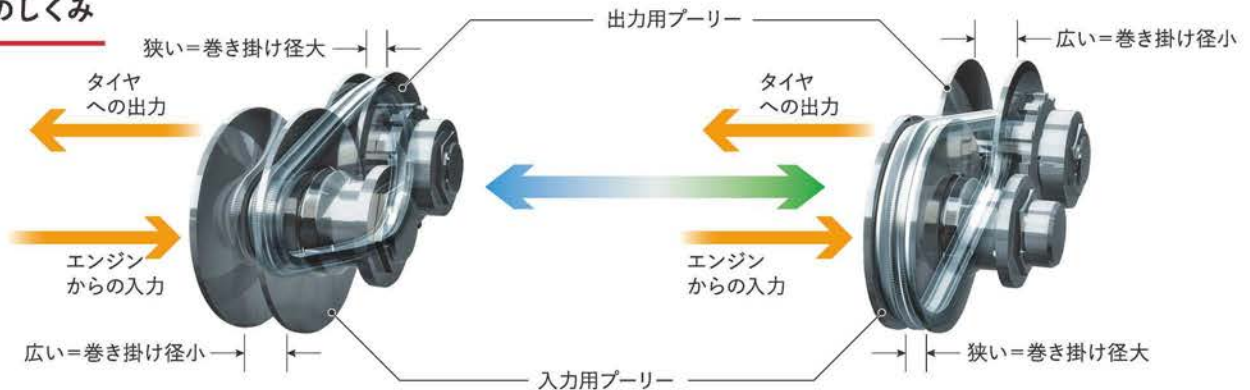 のしくみ
出力用プーリー
狭い＝巻き掛け径大
広い＝巻き掛け径小
タイヤ
への出力
タイヤ
への出力
エンジン
からの入力
エンジン
からの入力
広い＝巻き掛け径小
狭い＝巻き掛け径大
入力用プーリー